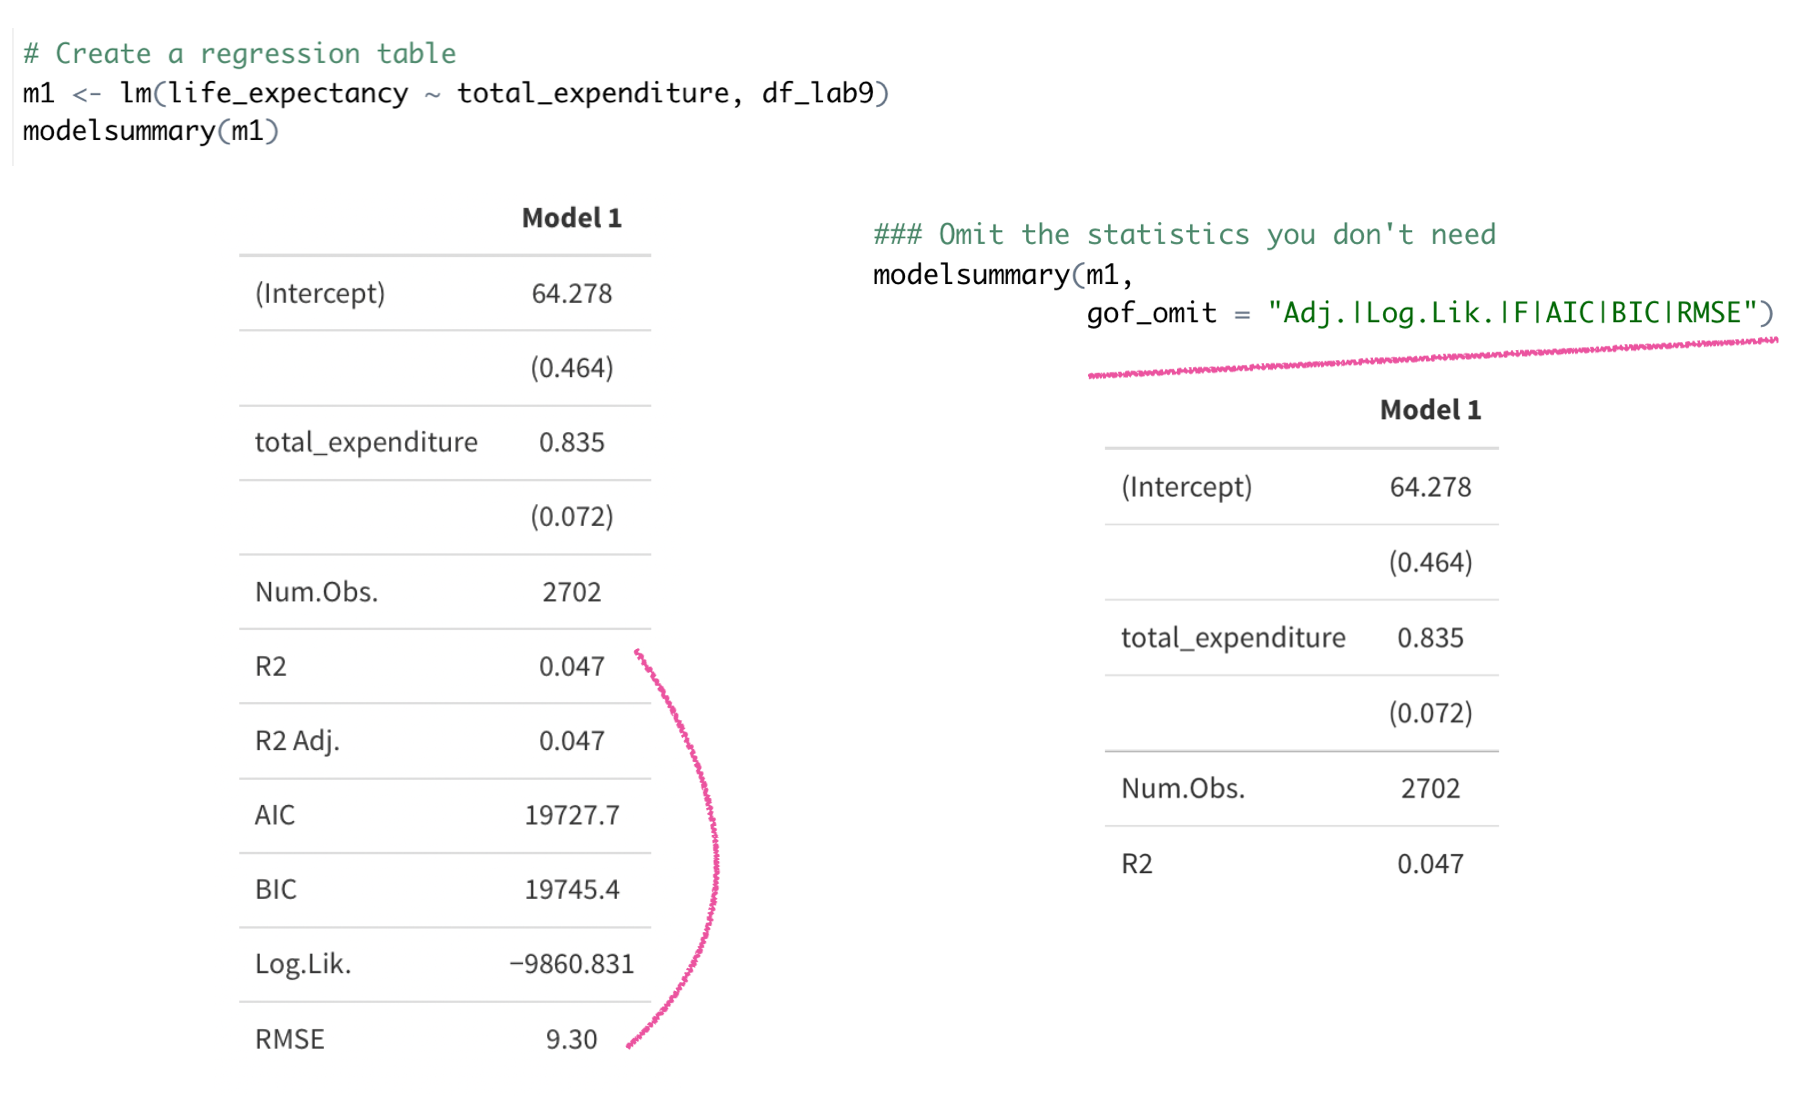 # Create a regression table
m1 <- lm(life_expectancy ~ total_expenditure, df_lab9)
modelsummary(m1)
Model 1
(Intercept) 64.278
(0.464)
total_expenditure 0.835
(0.072)
Num.Obs. 2702
R2 0.047
R2 Adj. 0.047
AIC 19727.7
BIC 19745.4
Log.Lik. −9860.831
RMSE 9.30
### Omit the statistics you don't need
modelsummary(m1,
gof_omit = "Adj.|Log.Lik.|F|AIC|BIC|RMSE")
Model 1
(Intercept) 64.278
(0.464)
total_expenditure 0.835
(0.072)
Num.Obs. 2702
R2 0.047